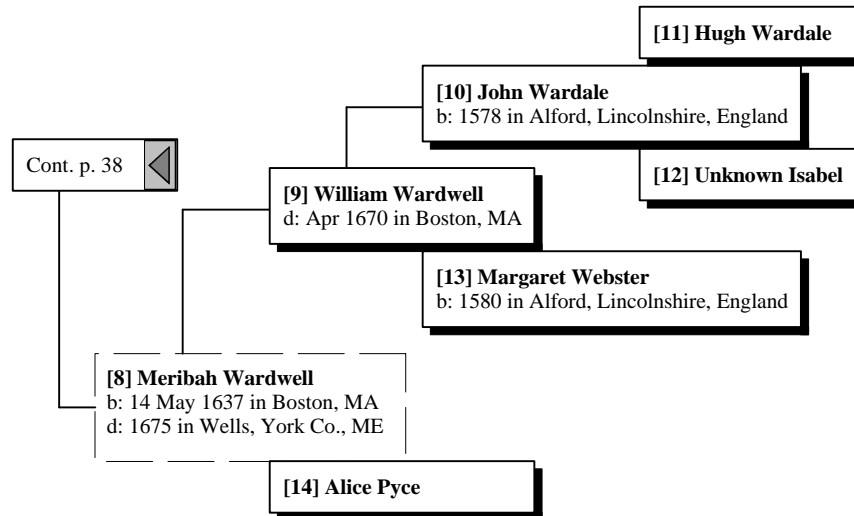 [11] Hugh Wardale
[10] John Wardale
b: 1578 in Alford, Lincolnshire, England
Cont. p. 38
[12] Unknown Isabel
[9] William Wardwell
d: Apr 1670 in Boston, MA
[13] Margaret Webster
b: 1580 in Alford, Lincolnshire, England
[8] Meribah Wardwell
b: 14 May 1637 in Boston, MA
d: 1675 in Wells, York Co., ME
[14] Alice Pyce